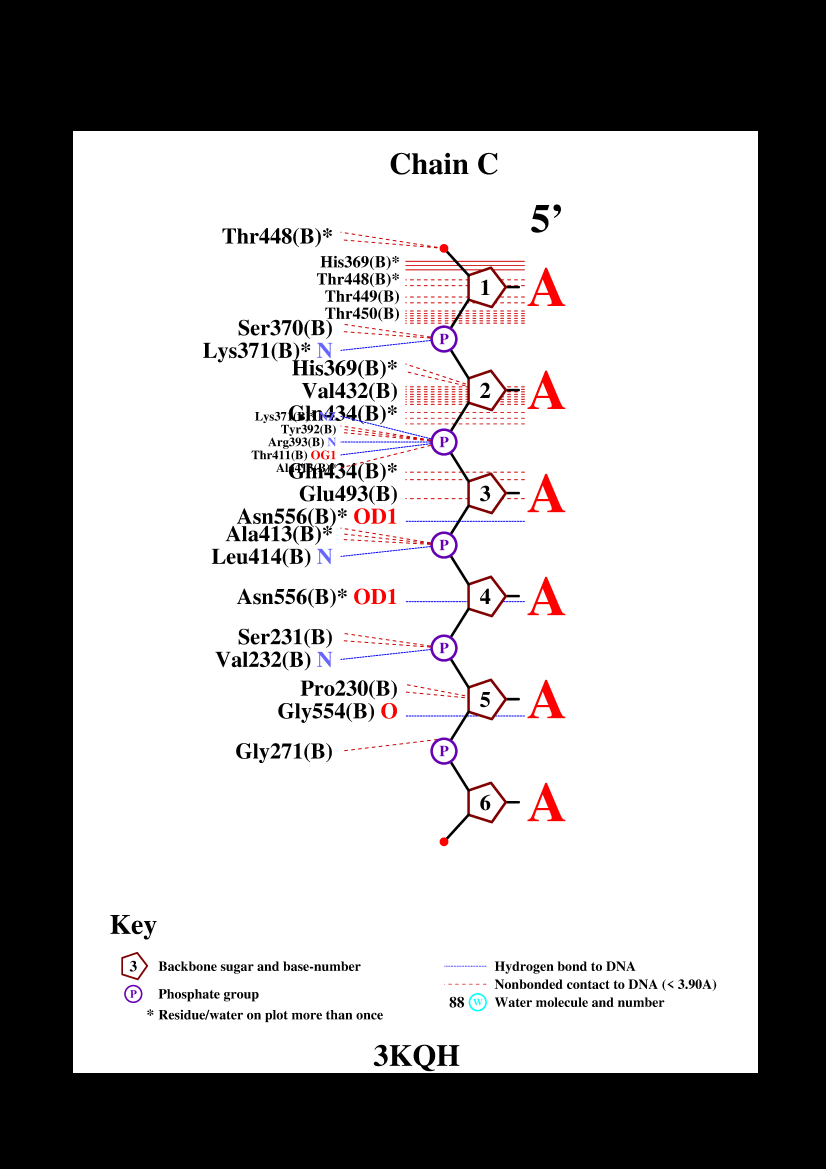 Chain C
5’
Thr448(B)*
His369(B)*
Thr448(B)*
Thr449(B)
Thr450(B)
1 A
Ser370(B)
P
Lys371(B)* N
His369(B)*
Val432(B)
2 A
Gln434(B)*
Lys371(B)* NZ
Tyr392(B)
Arg393(B) N
P
Thr411(B) OG1
Ala413(B)*
Gln434(B)*
Glu493(B)
3 A
Asn556(B)* OD1
Ala413(B)*
P
Leu414(B) N
Asn556(B)* OD1
4 A
Ser231(B)
P
Val232(B) N
Pro230(B)
5 A
Gly554(B) O
Gly271(B)
P
6 A
Key
3 Backbone sugar and base-number
P Phosphate group
* Residue/water on plot more than once
Hydrogen bond to DNA
Nonbonded contact to DNA (< 3.90A)
88 W Water molecule and number
3KQH